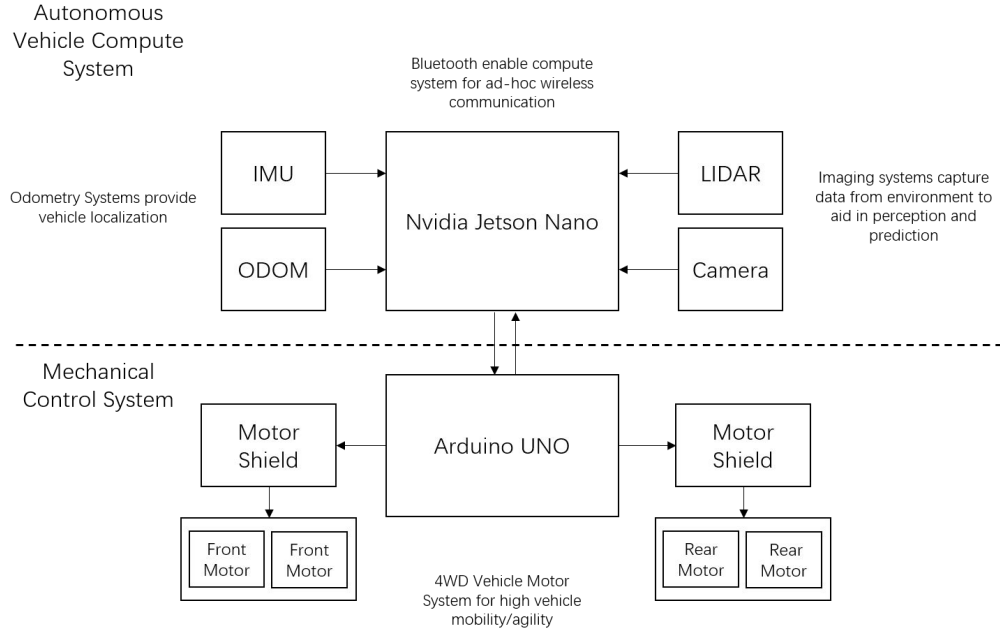 Autonomous
Vehicle Compute
System
Bluetooth enable compute
system for ad-hoc wireless
communication
IMU
LIDAR
Odometry Systems provide
vehicle localization
Nvidia Jetson Nano
Imaging systems capture
data from environment to
aid in perception and
prediction
ODOM
Camera
Mechanical
Control System
Motor
Shield
Arduino UNO
Motor
Shield
Front
Motor
Front
Motor
Rear
Motor
Rear
Motor
4WD Vehicle Motor
System for high vehicle
mobility/agility